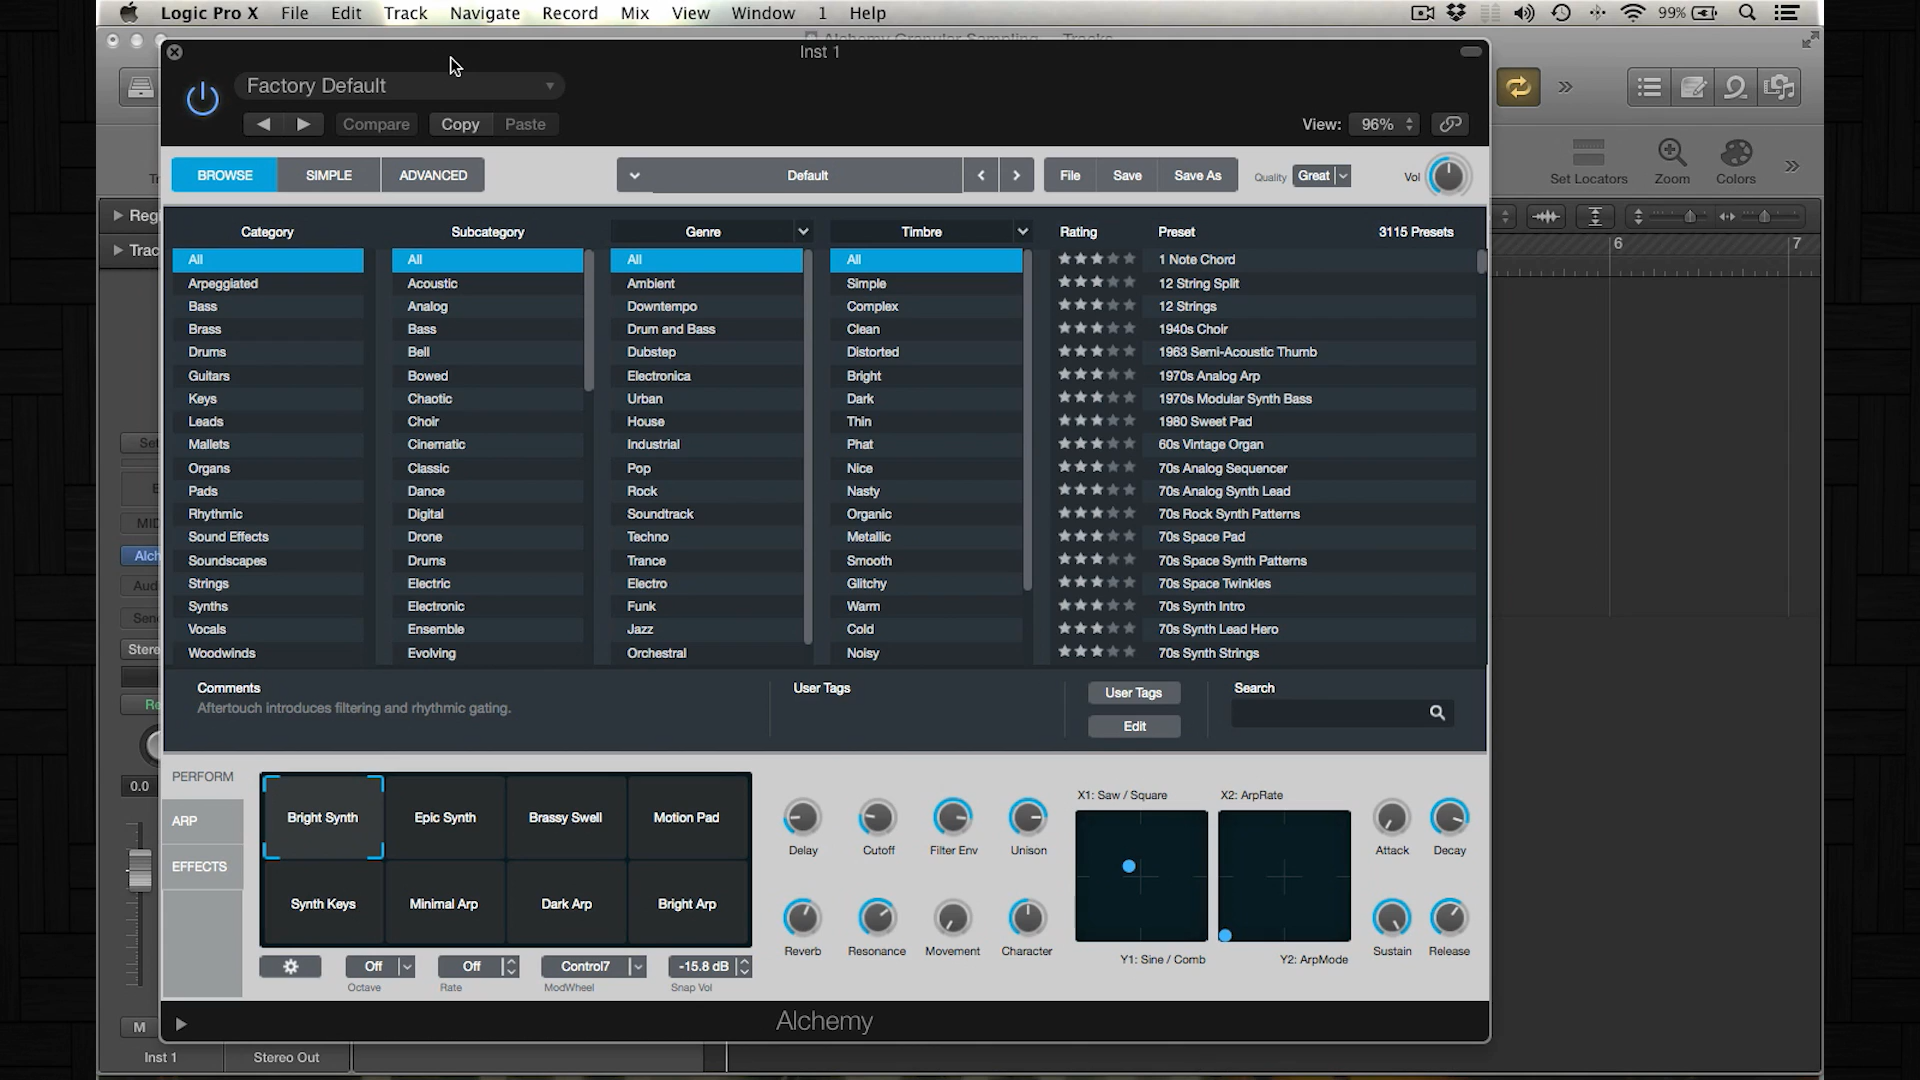 Logic Pro X File Edit Track Navigate Record Mix View Window 1 Help 99%
Alchemy Granular Sampling — Tracks
Inst 1
Factory Default
Compare Copy Paste View: 96%
BROWSE SIMPLE ADVANCED Default File Save Save As Quality Great Vol
Set Locators Zoom Colors
Category Subcategory Genre Timbre Rating Preset 3115 Presets
6 7
All All All All 1 Note Chord
Arpeggiated Acoustic Ambient Simple 12 String Split
Bass Analog Downtempo Complex 12 Strings
Brass Bass Drum and Bass Clean 1940s Choir
Drums Bell Dubstep Distorted 1963 Semi-Acoustic Thumb
Guitars Bowed Electronica Bright 1970s Analog Arp
Keys Chaotic Urban Dark 1970s Modular Synth Bass
Leads Choir House Thin 1980 Sweet Pad
Mallets Cinematic Industrial Phat 60s Vintage Organ
Organs Classic Pop Nice 70s Analog Sequencer
Pads Dance Rock Nasty 70s Analog Synth Lead
Rhythmic Digital Soundtrack Organic 70s Rock Synth Patterns
Sound Effects Drone Techno Metallic 70s Space Pad
Soundscapes Drums Trance Smooth 70s Space Synth Patterns
Strings Electric Electro Glitchy 70s Space Twinkles
Synths Electronic Funk Warm 70s Synth Intro
Vocals Ensemble Jazz Cold 70s Synth Lead Hero
Woodwinds Evolving Orchestral Noisy 70s Synth Strings
Comments User Tags User Tags Search
Aftertouch introduces filtering and rhythmic gating.
Edit
PERFORM
ARP
EFFECTS
Bright Synth Epic Synth Brassy Swell Motion Pad
Synth Keys Minimal Arp Dark Arp Bright Arp
Off Off Control7 -15.8 dB
Octave Rate ModWheel Snap Vol
Delay Cutoff Filter Env Unison
Reverb Resonance Movement Character
X1: Saw / Square X2: ArpRate
Y1: Sine / Comb Y2: ArpMode
Attack Decay
Sustain Release
Alchemy
Regi
Trac
Set
MID
Alch
Aud
Send
Stere
Re
0.0
M
Inst 1 Stereo Out